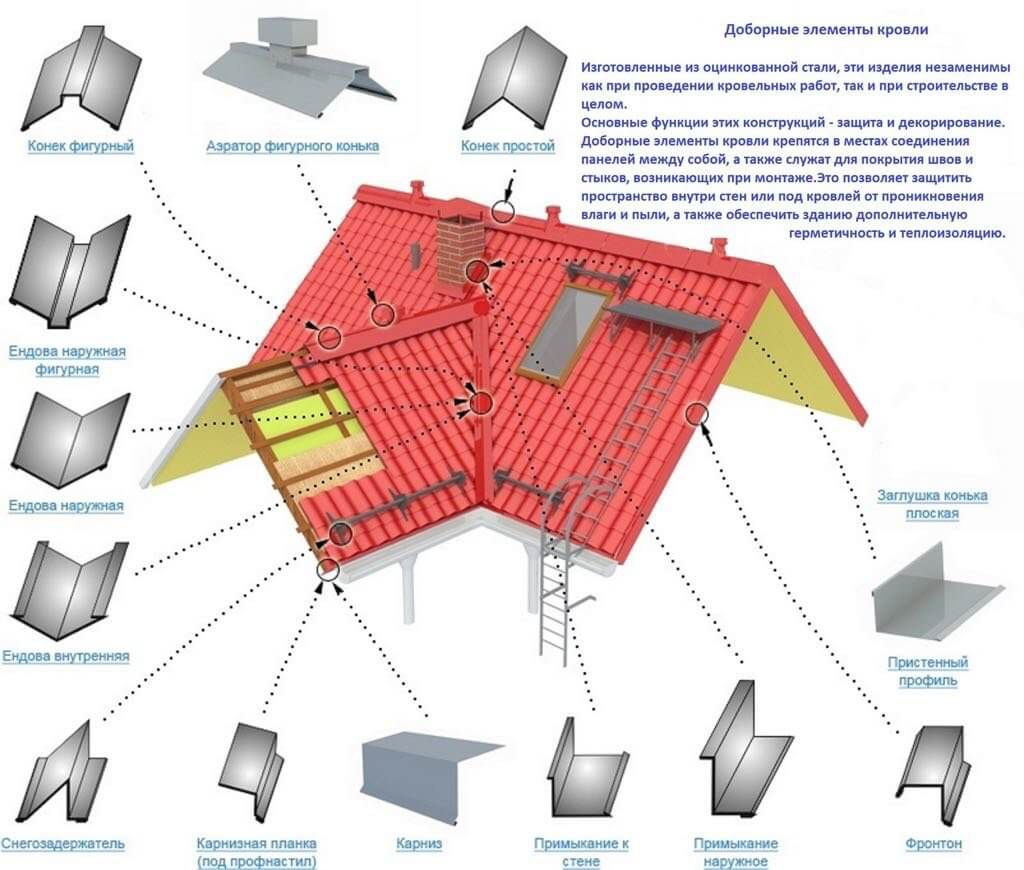 Доборные элементы кровли
Изготовленные из оцинкованной стали, эти изделия незаменимы
как при проведении кровельных работ, так и при строительстве в
целом.
Основные функции этих конструкций - защита и декорирование.
Доборные элементы кровли крепятся в местах соединения
панелей между собой, а также служат для покрытия швов и
стыков, возникающих при монтаже.Это позволяет защитить
пространство внутри стен или под кровлей от проникновения
влаги и пыли, а также обеспечить зданию дополнительную
герметичность и теплоизоляцию.
Конек фигурный
Аэратор фигурного конька
Конек простой
Ендова наружная
фигурная
Ендова наружная
Ендова внутренняя
Заглушка конька
плоская
Пристенный
профиль
Снегозадержатель
Карнизная планка
(под профнастил)
Карниз
Примыкание к
стене
Примыкание
наружное
Фронтон